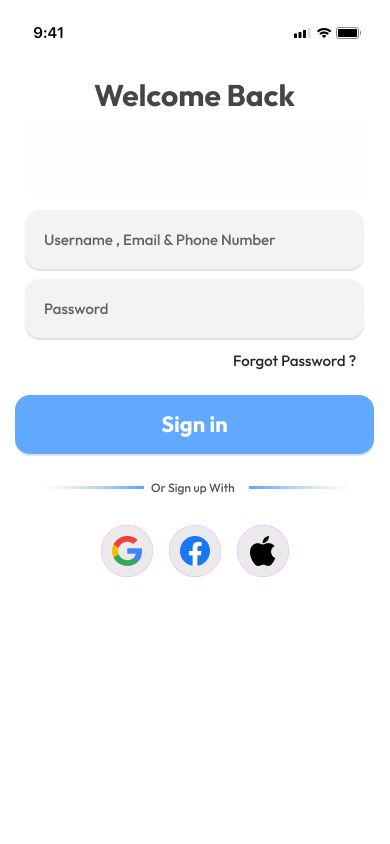 9:41
Welcome Back
Username , Email & Phone Number
Password
Forgot Password ?
Sign in
Or Sign up With